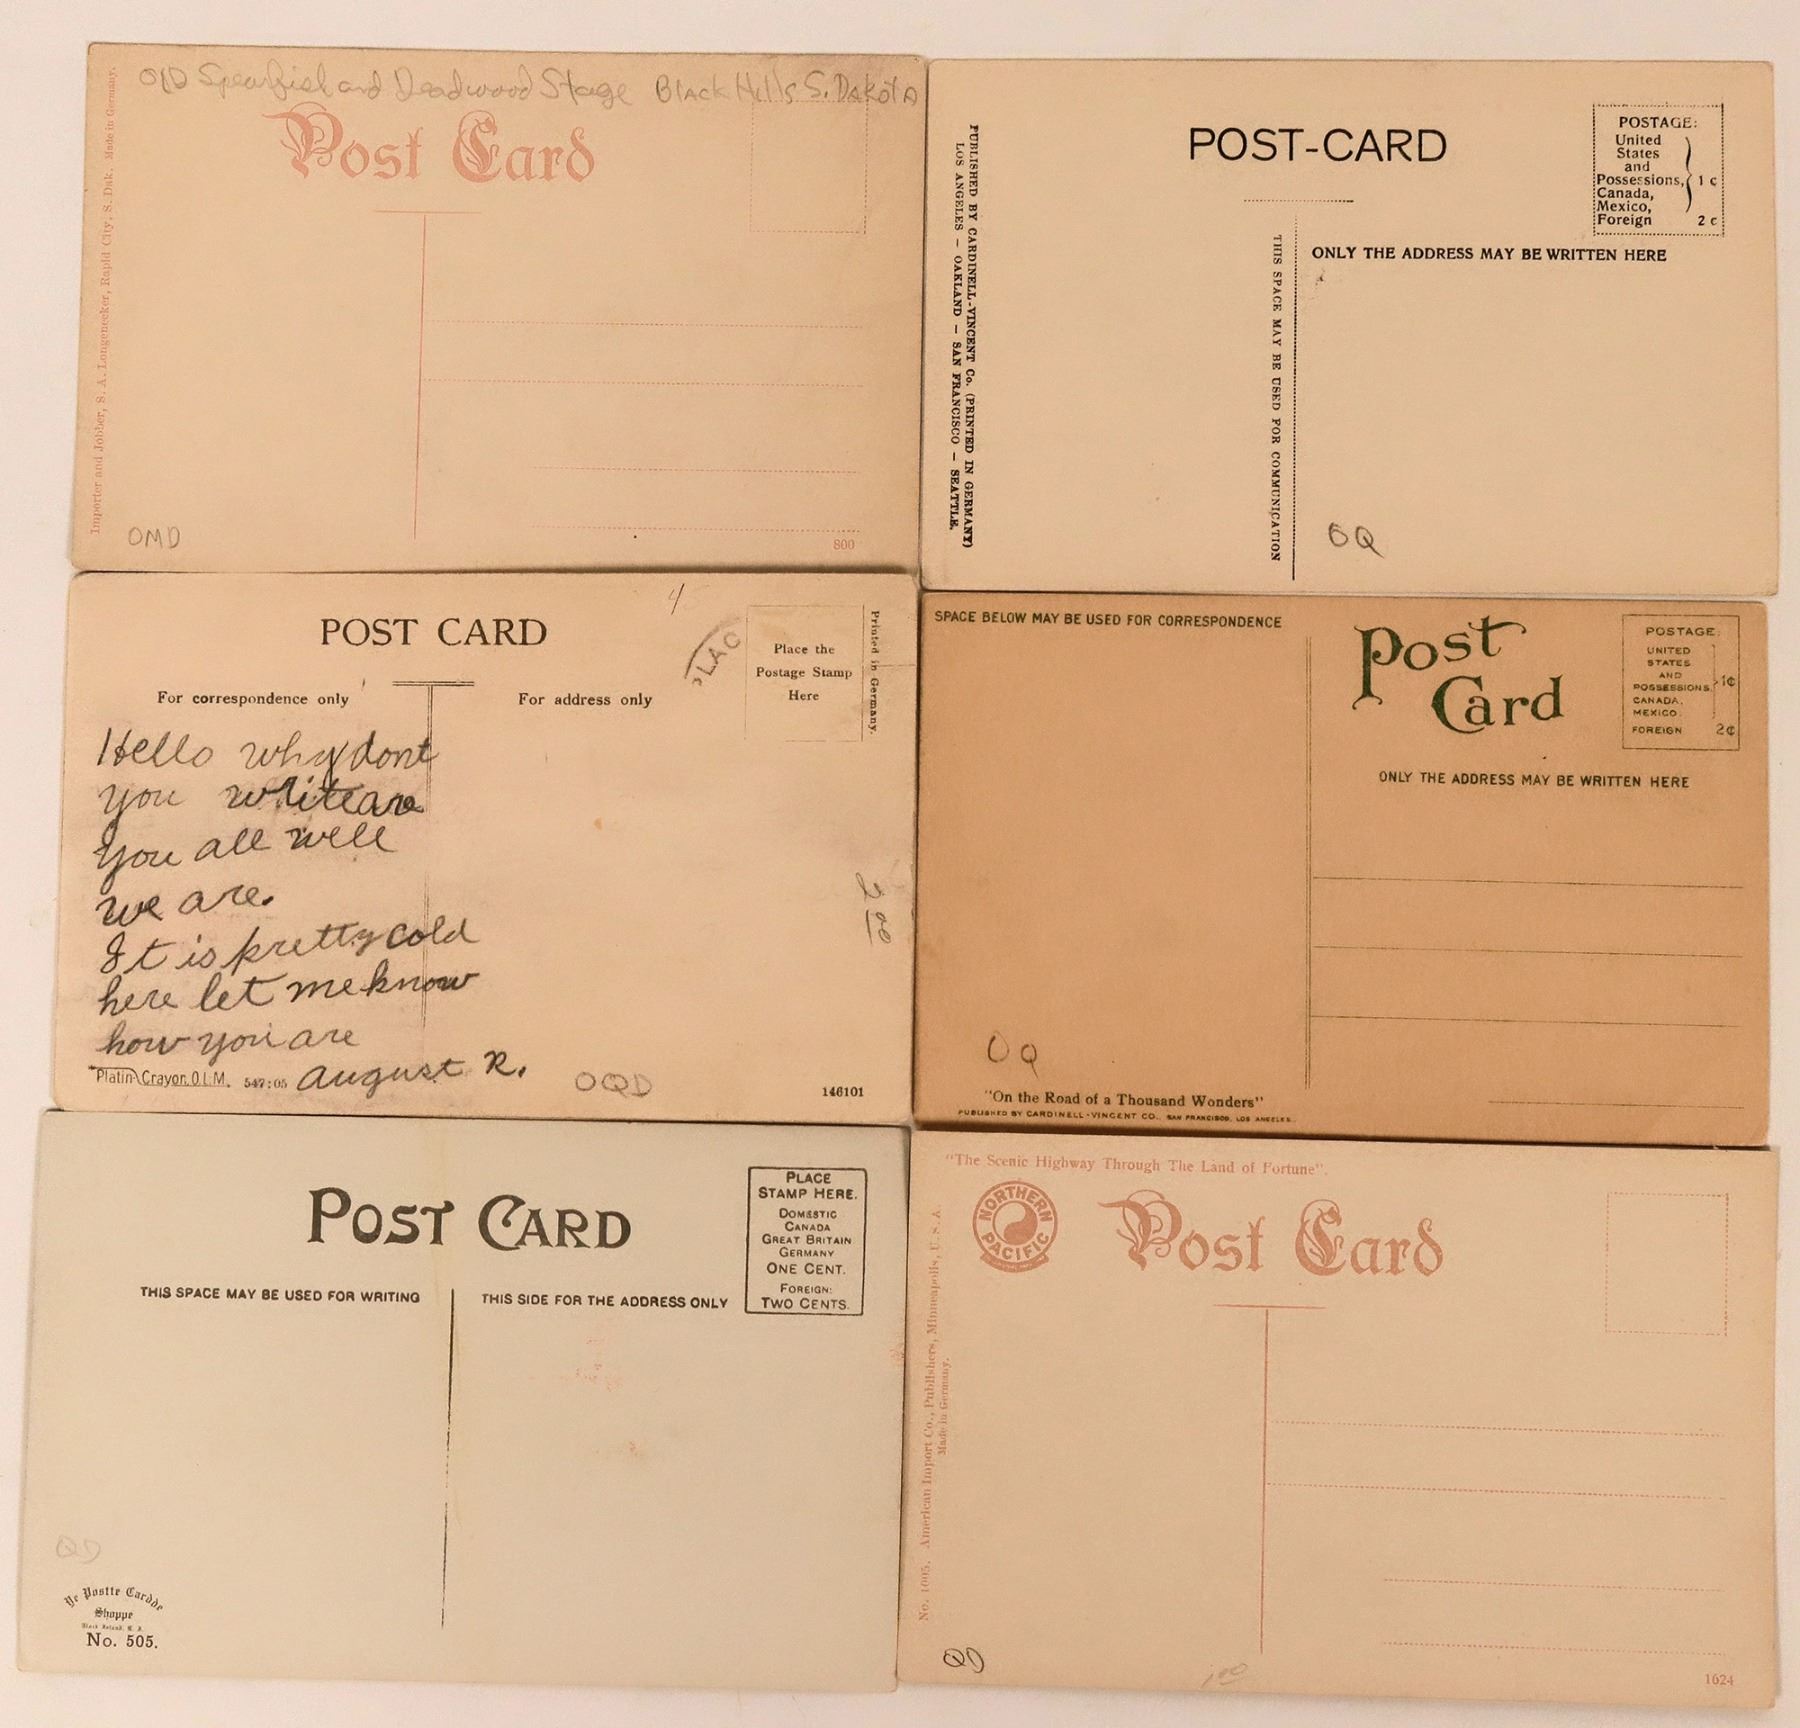 OlD Spearfish and Deadwood Stage Black Hills S. DAKotA
Post Card
Importer and Jobber, S. A. Longenecker, Rapid City, S. Dak. Made in Germany.
OMD
800
POST-CARD
POSTAGE:
United
States
and
Possessions,
Canada,
Mexico,
1 c
Foreign 2 c
PUBLISHED BY CARDINELL-VINCENT Co. (PRINTED IN GERMANY)
LOS ANGELES — OAKLAND — SAN FRANCISCO — SEATTLE.
THIS SPACE MAY BE USED FOR COMMUNICATION
ONLY THE ADDRESS MAY BE WRITTEN HERE
OQ
POST CARD
For correspondence only
For address only
Place the
Postage Stamp
Here
Printed in Germany.
LAC
Hello why dont
you write are
you all well
we are.
It is pretty cold
here let me know
how you are
August R.
Platin-Crayon. O.L.M. 547:05
OQD
146101
2 00
SPACE BELOW MAY BE USED FOR CORRESPONDENCE
Post
Card
POSTAGE:
UNITED
STATES
AND
POSSESSIONS,
CANADA,
MEXICO.
1¢
FOREIGN 2¢
ONLY THE ADDRESS MAY BE WRITTEN HERE
OQ
"On the Road of a Thousand Wonders"
PUBLISHED BY CARDINELL-VINCENT CO., SAN FRANCISCO, LOS ANGELES.
POST CARD
PLACE
STAMP HERE.
DOMESTIC
CANADA
GREAT BRITAIN
GERMANY
ONE CENT.
FOREIGN:
TWO CENTS.
THIS SPACE MAY BE USED FOR WRITING
THIS SIDE FOR THE ADDRESS ONLY
QD
Ye Postte Cardde
Shoppe
No. 505.
"The Scenic Highway Through The Land of Fortune".
NORTHERN
PACIFIC
Post Card
No. 1005. American Import Co., Publishers, Minneapolis, U.S.A.
Made in Germany.
QD
1.00
1624